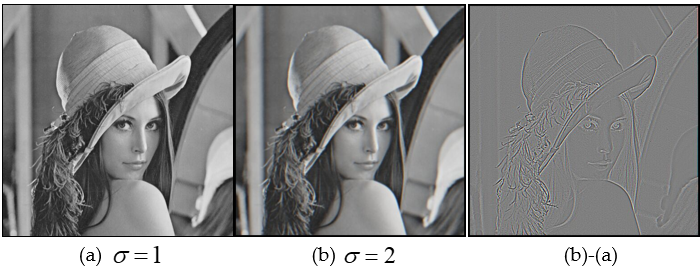 (a) σ = 1 (b) σ = 2 (b)-(a)